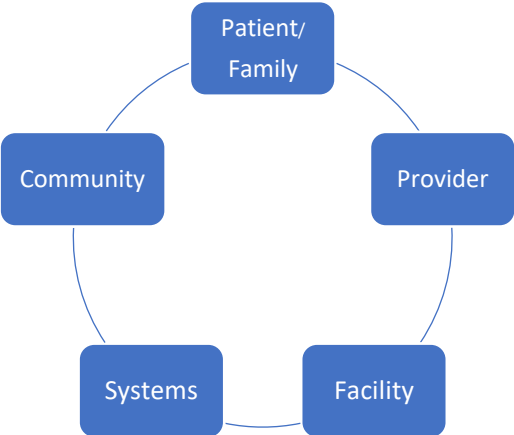 Patient/
Family
Community
Provider
Systems
Facility